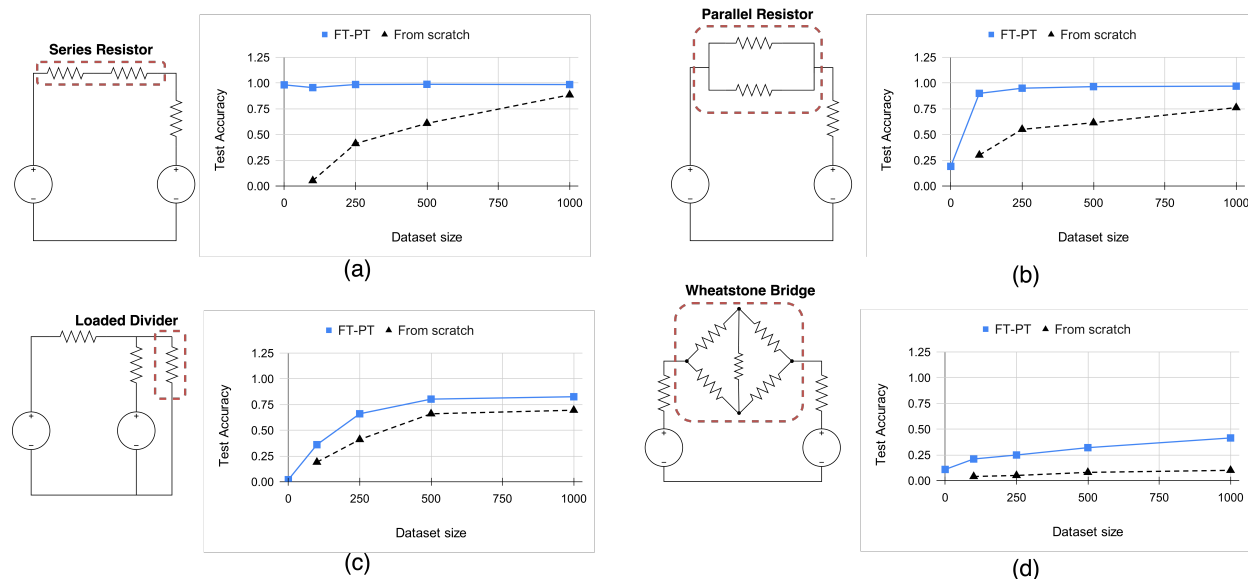 Series Resistor
FT-PT
From scratch
1.25
1.00
0.75
0.50
0.25
0.00
Test Accuracy
0
250
500
750
1000
Dataset size
+
−
+
−
(a)
Parallel Resistor
FT-PT
From scratch
1.25
1.00
0.75
0.50
0.25
0.00
Test Accuracy
0
250
500
750
1000
Dataset size
+
−
+
−
(b)
Loaded Divider
FT-PT
From scratch
1.25
1.00
0.75
0.50
0.25
0.00
Test Accuracy
0
250
500
750
1000
Dataset size
+
−
+
−
(c)
Wheatstone Bridge
FT-PT
From scratch
1.25
1.00
0.75
0.50
0.25
0.00
Test Accuracy
0
250
500
750
1000
Dataset size
+
−
+
−
(d)